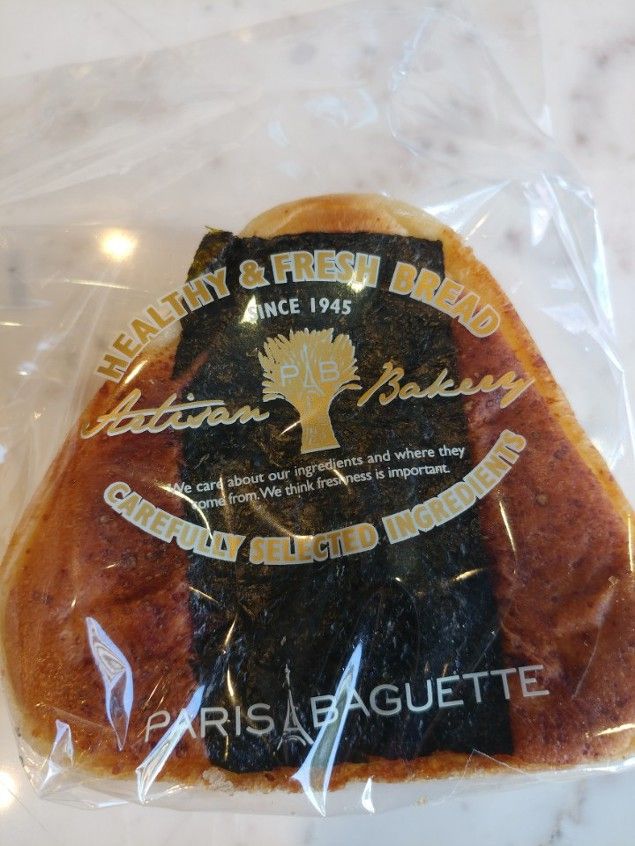 HEALTHY & FRESH BREAD
SINCE 1945
P B
Artisan Bakery
We care about our ingredients and where they
come from. We think freshness is important.
CAREFULLY SELECTED INGREDIENTS
PARIS BAGUETTE